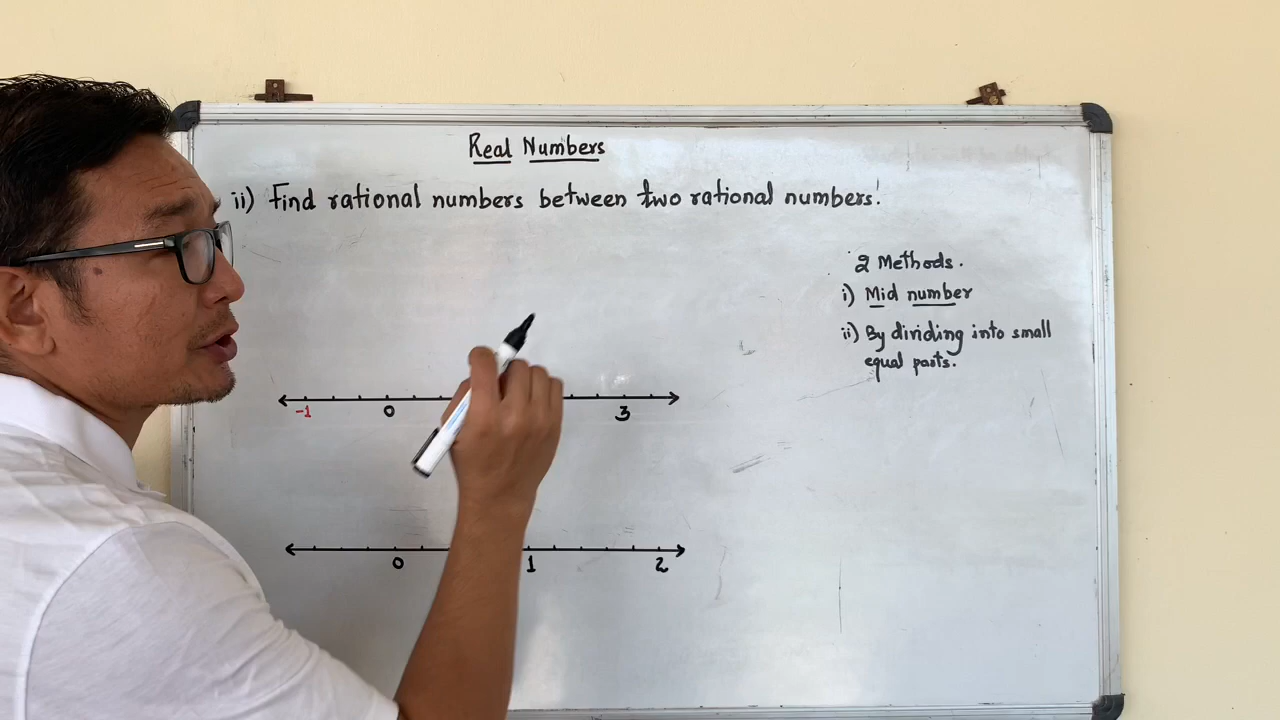 Real Numbers
ii) Find rational numbers between two rational numbers.
2 Methods.
i) Mid number
ii) By dividing into small
equal parts.
-1 0 3
0 1 2